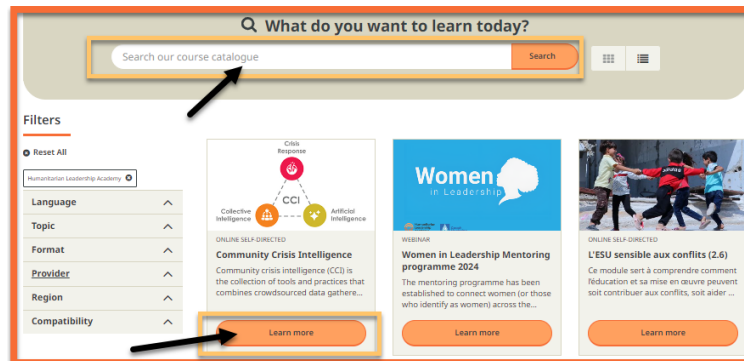 What do you want to learn today?
Search our course catalogue
Search
Filters
Reset All
Humanitarian Leadership Academy
Language
Topic
Format
Provider
Region
Compatibility
Crisis
Response
CCI
Collective
Intelligence
Artificial
Intelligence
ONLINE SELF-DIRECTED
Community Crisis Intelligence
Community crisis intelligence (CCI) is
the collection of tools and practices that
combines crowdsourced data gathere...
Learn more
Women
in Leadership
WEBINAR
Women in Leadership Mentoring
programme 2024
The mentoring programme has been
established to connect women (or those
who identify as women) across the...
Learn more
ONLINE SELF-DIRECTED
L'ESU sensible aux conflits (2.6)
Ce module sert à comprendre comment
l'éducation et sa mise en œuvre peuvent
soit contribuer aux conflits, soit aider ...
Learn more